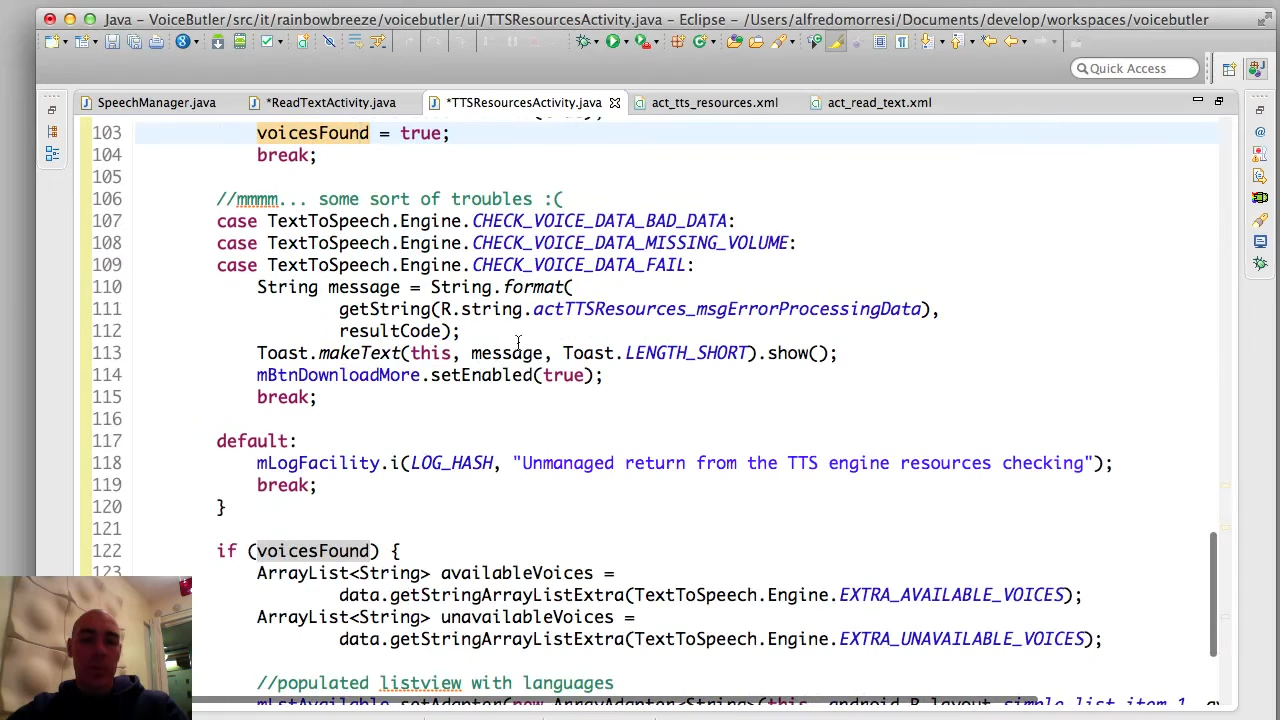 Java - VoiceButler/src/it/rainbowbreeze/voicebutler/ui/TTSResourcesActivity.java - Eclipse - /Users/alfredomorresi/Documents/develop/workspaces/voicebutler
Quick Access
SpeechManager.java
*ReadTextActivity.java
*TTSResourcesActivity.java
act_tts_resources.xml
act_read_text.xml
103 voicesFound = true;
104 break;
105
106 //mmmm... some sort of troubles :(
107 case TextToSpeech.Engine.CHECK_VOICE_DATA_BAD_DATA:
108 case TextToSpeech.Engine.CHECK_VOICE_DATA_MISSING_VOLUME:
109 case TextToSpeech.Engine.CHECK_VOICE_DATA_FAIL:
110 String message = String.format(
111 getString(R.string.actTTSResources_msgErrorProcessingData),
112 resultCode);
113 Toast.makeText(this, message, Toast.LENGTH_SHORT).show();
114 mBtnDownloadMore.setEnabled(true);
115 break;
116
117 default:
118 mLogFacility.i(LOG_HASH, "Unmanaged return from the TTS engine resources checking");
119 break;
120 }
121
122 if (voicesFound) {
123 ArrayList<String> availableVoices =
data.getStringArrayListExtra(TextToSpeech.Engine.EXTRA_AVAILABLE_VOICES);
ArrayList<String> unavailableVoices =
data.getStringArrayListExtra(TextToSpeech.Engine.EXTRA_UNAVAILABLE_VOICES);
//populated listview with languages